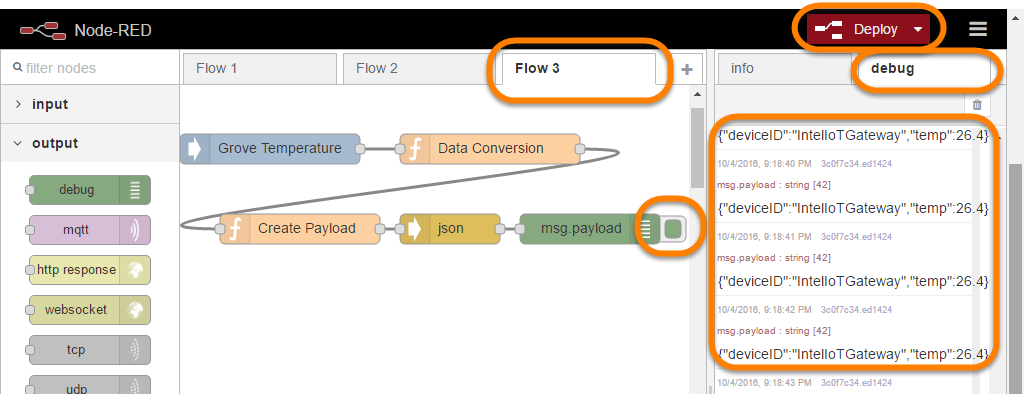 Node-RED
Deploy
filter nodes
Flow 1
Flow 2
Flow 3
info
debug
input
output
debug
mqtt
http response
websocket
tcp
udp
Grove Temperature
Data Conversion
Create Payload
json
msg.payload
{"deviceID":"IntelIoTGateway","temp":26.4}
10/4/2016, 9:18:40 PM 3c0f7c34.ed1424
msg.payload : string [42]
{"deviceID":"IntelIoTGateway","temp":26.4}
10/4/2016, 9:18:41 PM 3c0f7c34.ed1424
msg.payload : string [42]
{"deviceID":"IntelIoTGateway","temp":26.4}
10/4/2016, 9:18:42 PM 3c0f7c34.ed1424
msg.payload : string [42]
{"deviceID":"IntelIoTGateway","temp":26.4}
10/4/2016, 9:18:43 PM 3c0f7c34.ed1424